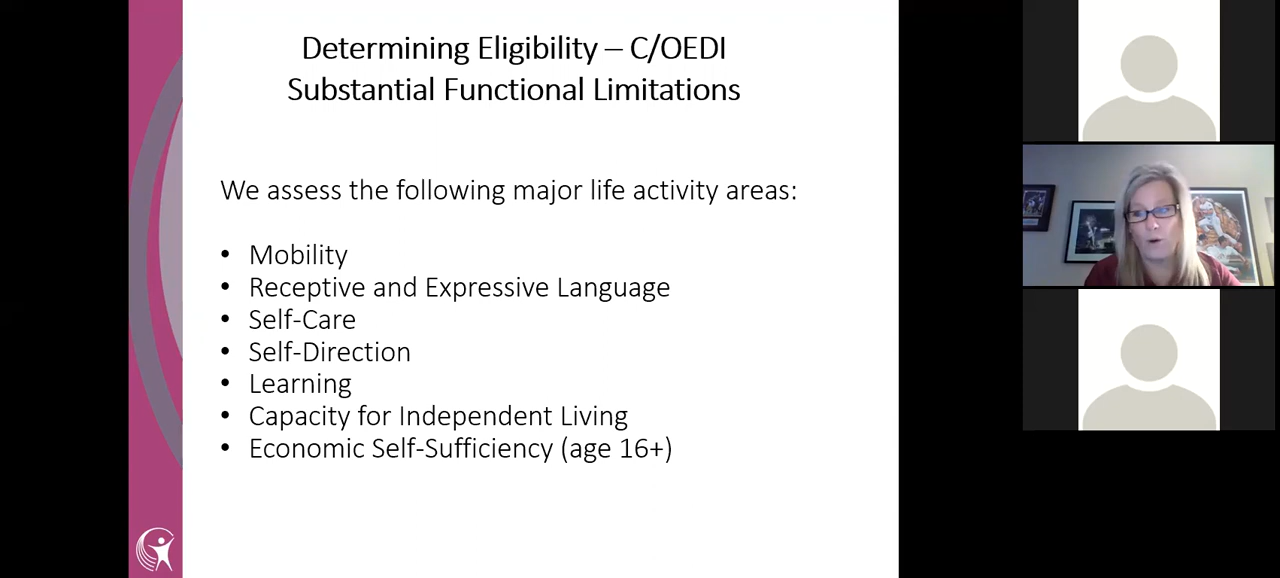 Determining Eligibility – C/OEDI
Substantial Functional Limitations
We assess the following major life activity areas:
• Mobility
• Receptive and Expressive Language
• Self-Care
• Self-Direction
• Learning
• Capacity for Independent Living
• Economic Self-Sufficiency (age 16+)